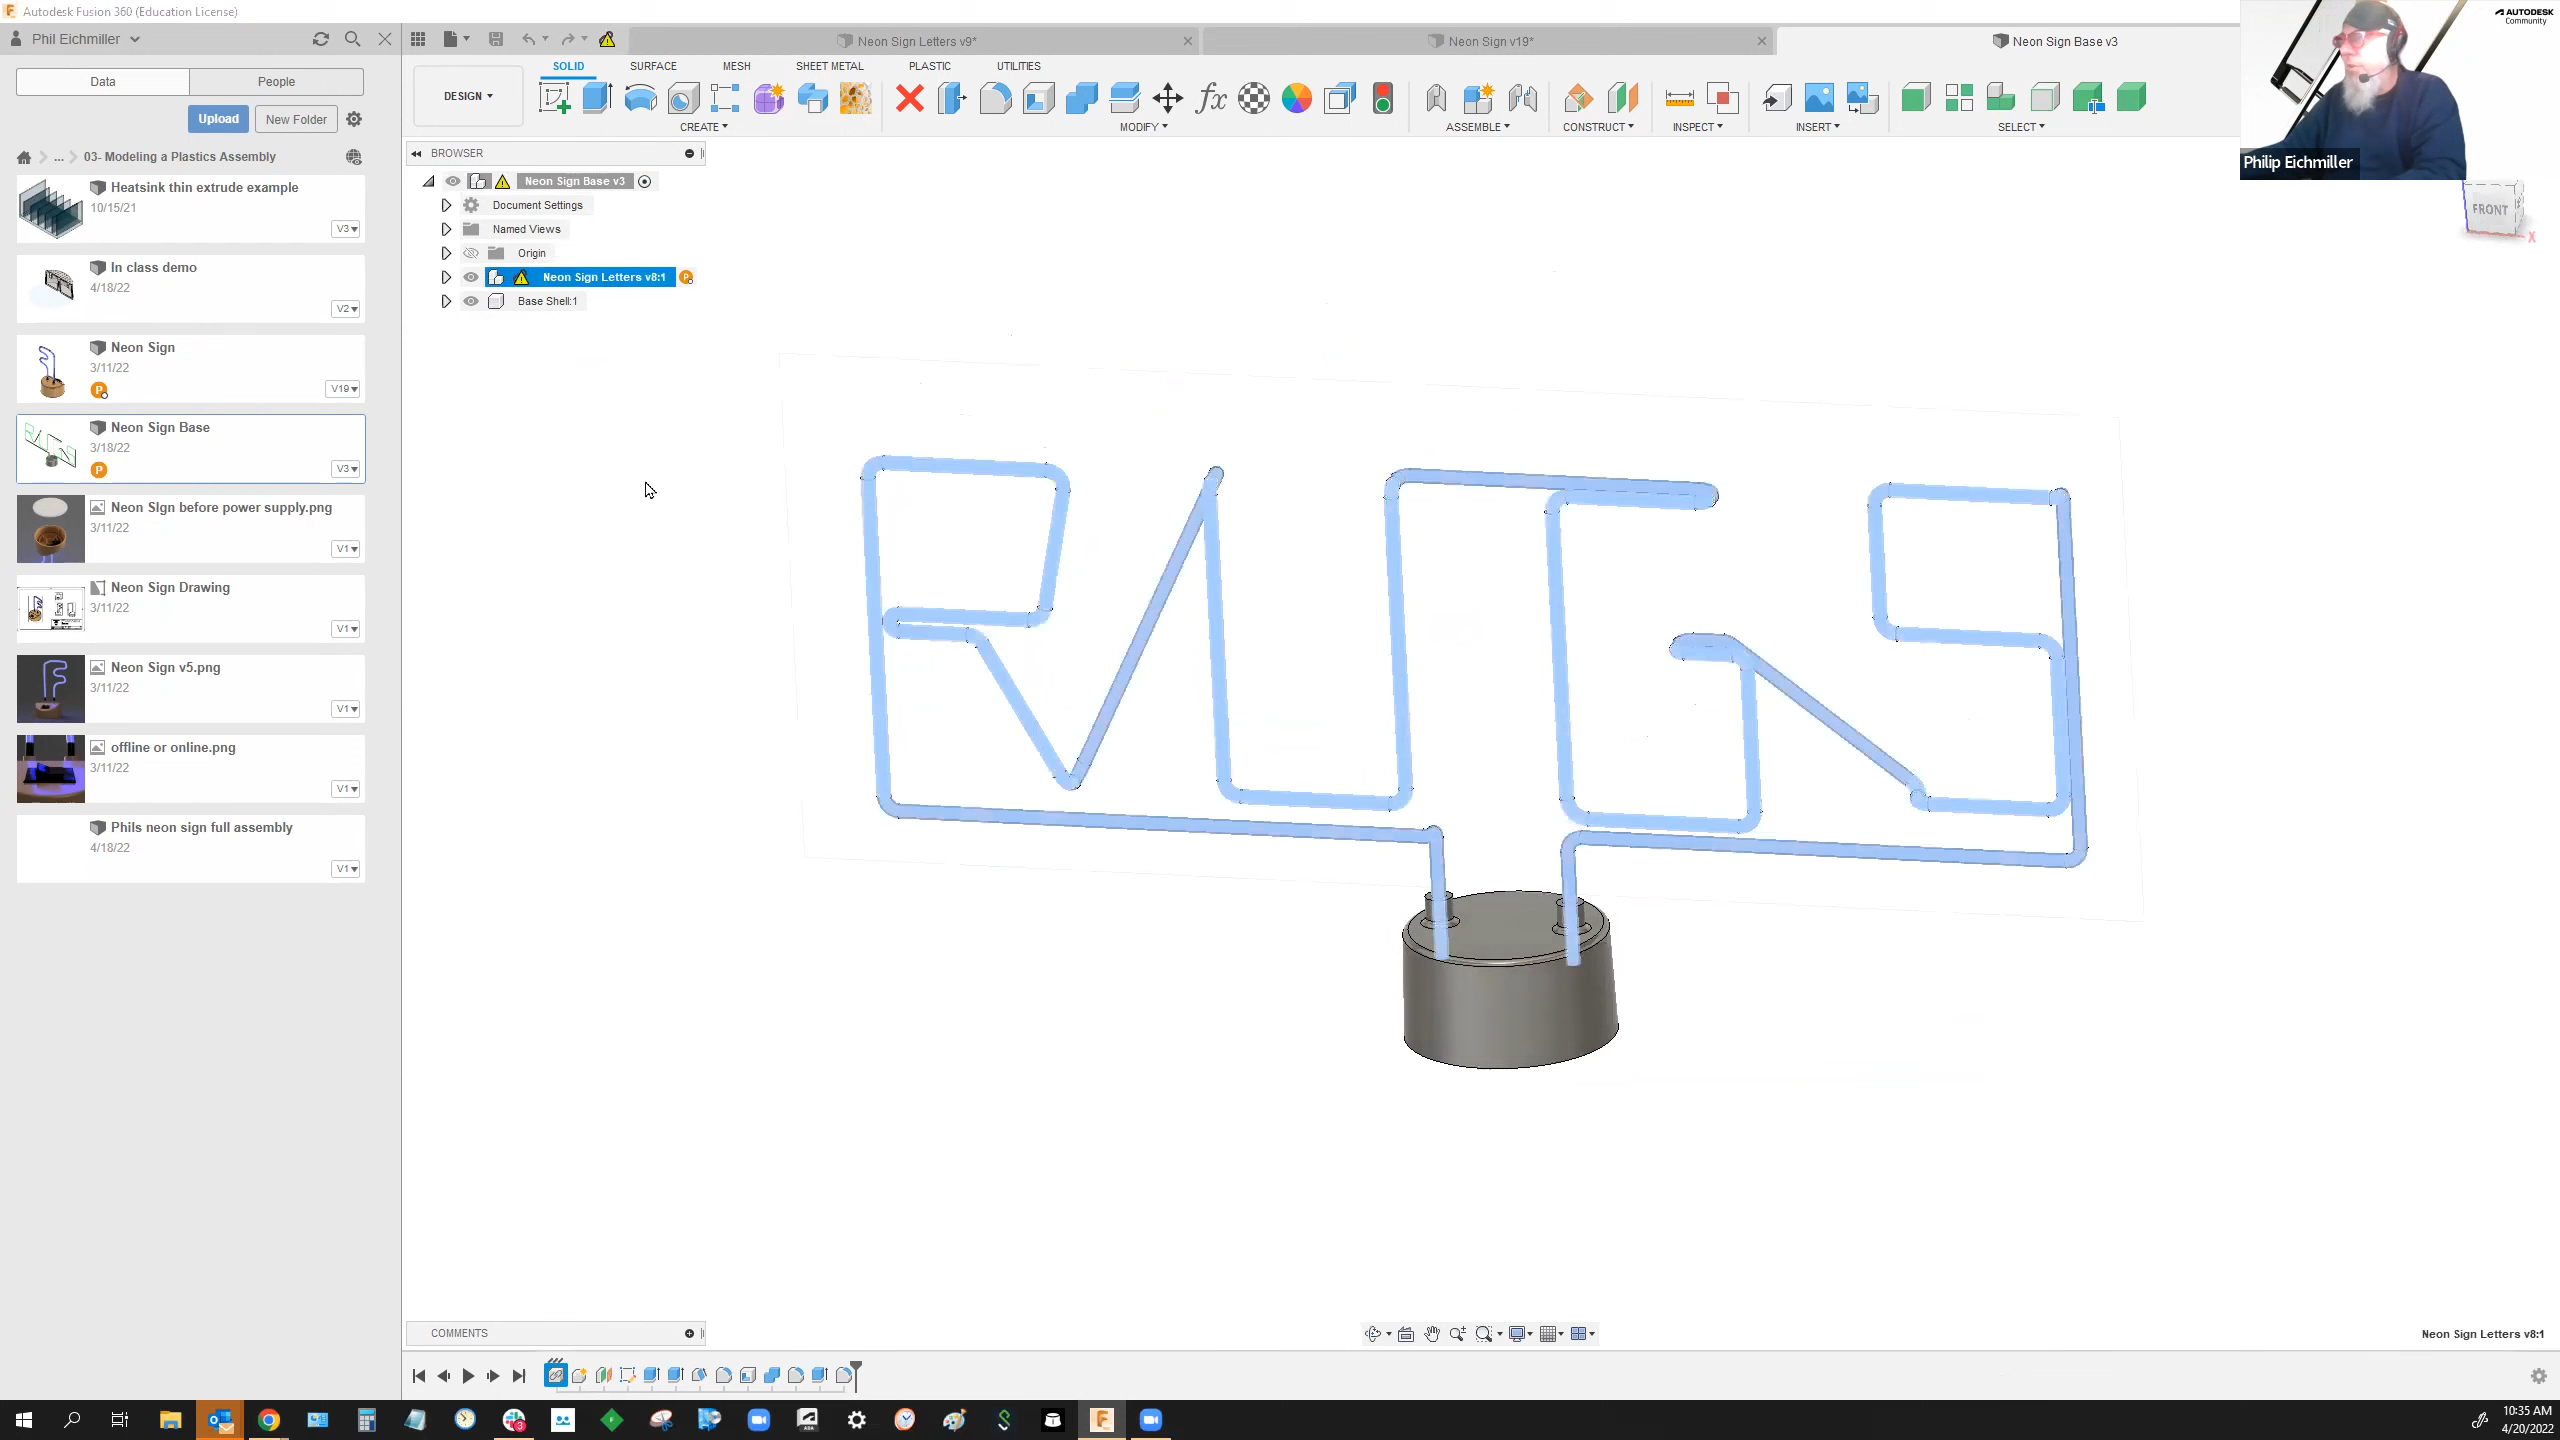 Autodesk Fusion 360 (Education License)
AUTODESK
Community
Phil Eichmiller
Neon Sign Letters v9*
Neon Sign v19*
Neon Sign Base v3
Data
People
SOLID
SURFACE
MESH
SHEET METAL
PLASTIC
UTILITIES
DESIGN
Upload
New Folder
CREATE
MODIFY
ASSEMBLE
CONSTRUCT
INSPECT
INSERT
SELECT
Philip Eichmiller
... 03- Modeling a Plastics Assembly
BROWSER
Neon Sign Base v3
Document Settings
Named Views
Origin
Neon Sign Letters v8:1
Base Shell:1
FRONT
X
Heatsink thin extrude example
10/15/21
V3
In class demo
4/18/22
V2
Neon Sign
3/11/22
P
V19
Neon Sign Base
3/18/22
P
V3
Neon SIgn before power supply.png
3/11/22
V1
Neon Sign Drawing
3/11/22
V1
Neon Sign v5.png
3/11/22
V1
offline or online.png
3/11/22
V1
Phils neon sign full assembly
4/18/22
V1
COMMENTS
Neon Sign Letters v8:1
10:35 AM
4/20/2022